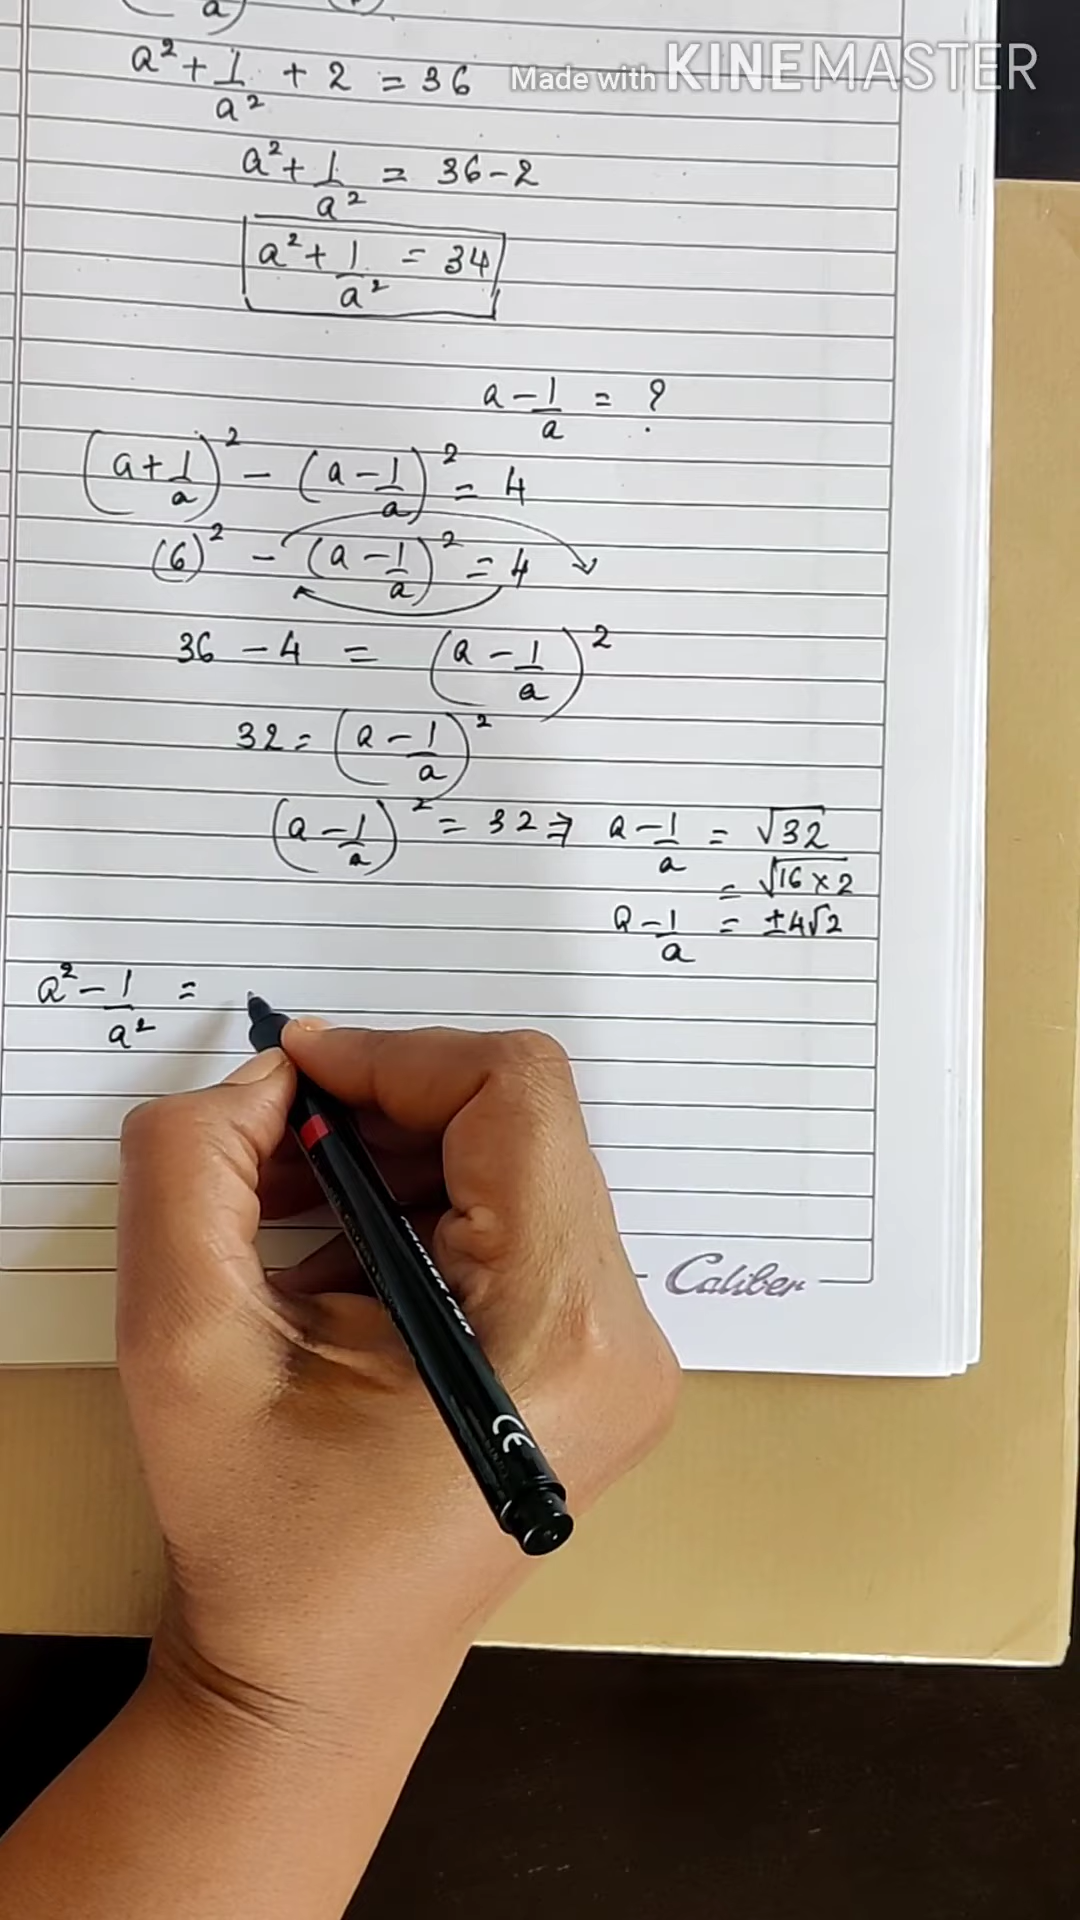 a
a² + 1/a² + 2 = 36
Made with KINEMASTER
a² + 1/a² = 36 - 2
a² + 1/a² = 34
a - 1/a = ?
(a + 1/a)² - (a - 1/a)² = 4
(6)² - (a - 1/a)² = 4
36 - 4 = (a - 1/a)²
32 = (a - 1/a)²
(a - 1/a)² = 32 ⇒ a - 1/a = √32
= √16 × 2
a - 1/a = ±4√2
a² - 1/a² =
Caliber
CE